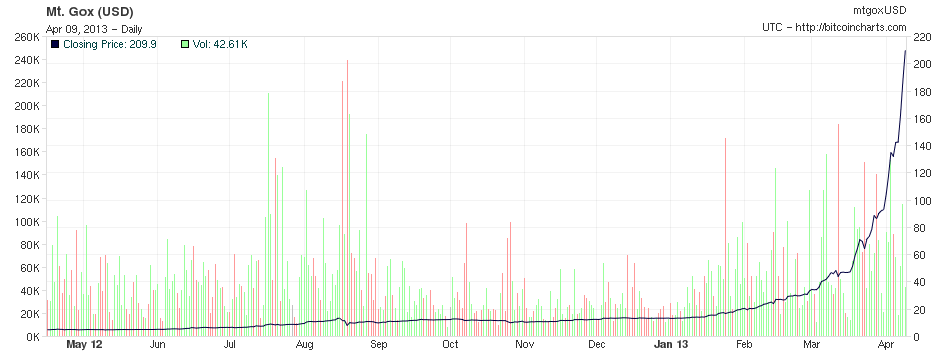 Mt. Gox (USD)
mtgoxUSD
Apr 09, 2013 – Daily
UTC – http://bitcoincharts.com
Closing Price: 209.9
Vol: 42.61K
260K
240K
220K
200K
180K
160K
140K
120K
100K
80K
60K
40K
20K
0K
220
200
180
160
140
120
100
80
60
40
20
0
May 12
Jun
Jul
Aug
Sep
Oct
Nov
Dec
Jan 13
Feb
Mar
Apr